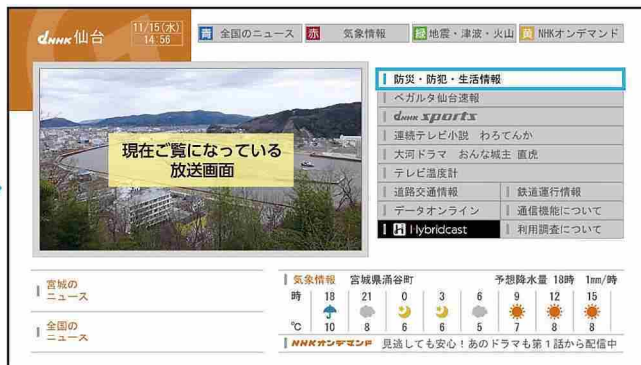 dNHK 仙台
11/15(水)
14:56
青 全国のニュース
赤 気象情報
緑 地震・津波・火山
黄 NHKオンデマンド
現在ご覧になっている
放送画面
防災・防犯・生活情報
ベガルタ仙台速報
dNHK sports
連続テレビ小説 わろてんか
大河ドラマ おんな城主 直虎
テレビ温度計
道路交通情報 鉄道運行情報
データオンライン 通信機能について
Hybridcast 利用調査について
宮城の
ニュース
全国の
ニュース
気象情報 宮城県涌谷町 予想降水量 18時 1mm/時
時 18 21 0 3 6 9 12 15
℃ 10 8 6 6 5 7 8 8
NHKオンデマンド 見逃しても安心!あのドラマも第1話から配信中